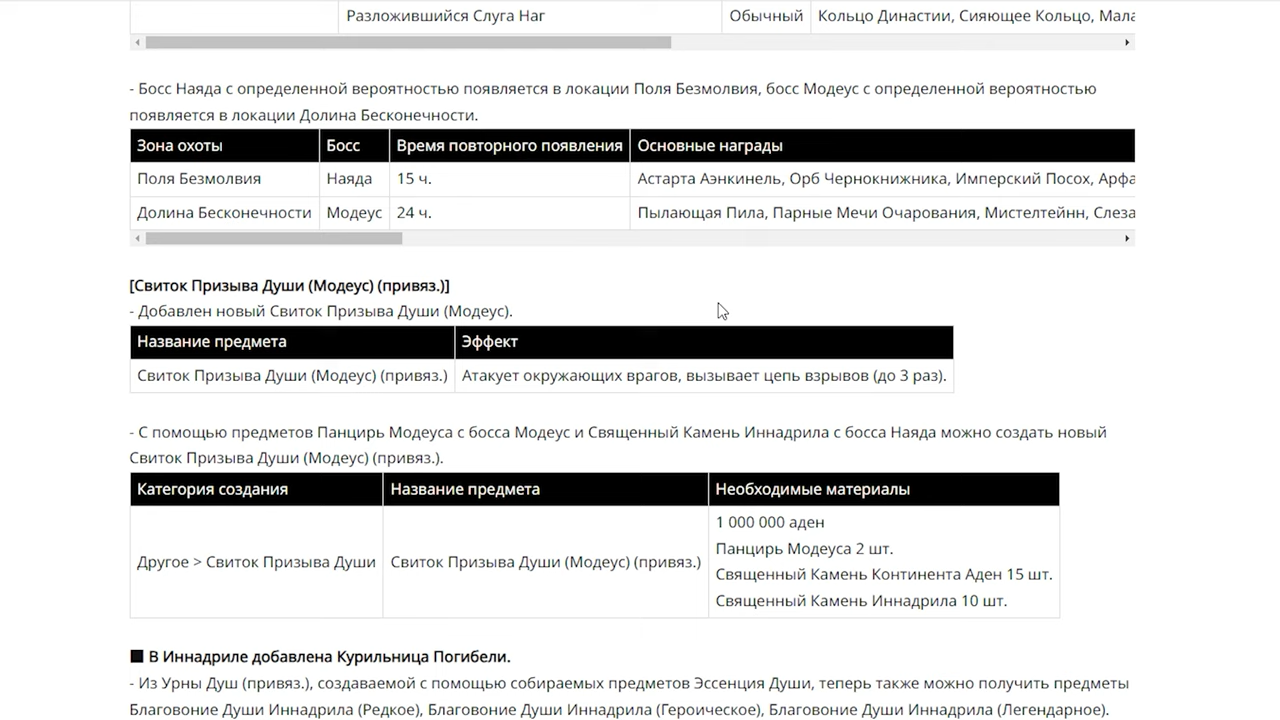 Разложившийся Слуга Наг Обычный Кольцо Династии, Сияющее Кольцо, Мала
- Босс Наяда с определенной вероятностью появляется в локации Поля Безмолвия, босс Модеус с определенной вероятностью
появляется в локации Долина Бесконечности.
Зона охоты Босс Время повторного появления Основные награды
Поля Безмолвия Наяда 15 ч. Астарта Аэнкинель, Орб Чернокнижника, Имперский Посох, Арфа
Долина Бесконечности Модеус 24 ч. Пылающая Пила, Парные Мечи Очарования, Мистелтейнн, Слеза
[Свиток Призыва Души (Модеус) (привяз.)]
- Добавлен новый Свиток Призыва Души (Модеус).
Название предмета Эффект
Свиток Призыва Души (Модеус) (привяз.) Атакует окружающих врагов, вызывает цепь взрывов (до 3 раз).
- С помощью предметов Панцирь Модеуса с босса Модеус и Священный Камень Иннадрила с босса Наяда можно создать новый
Свиток Призыва Души (Модеус) (привяз.).
Категория создания Название предмета Необходимые материалы
1 000 000 аден
Панцирь Модеуса 2 шт.
Другое > Свиток Призыва Души Свиток Призыва Души (Модеус) (привяз.)
Священный Камень Континента Аден 15 шт.
Священный Камень Иннадрила 10 шт.
■ В Иннадриле добавлена Курильница Погибели.
- Из Урны Душ (привяз.), создаваемой с помощью собираемых предметов Эссенция Души, теперь также можно получить предметы
Благовоние Души Иннадрила (Редкое), Благовоние Души Иннадрила (Героическое), Благовоние Души Иннадрила (Легендарное).